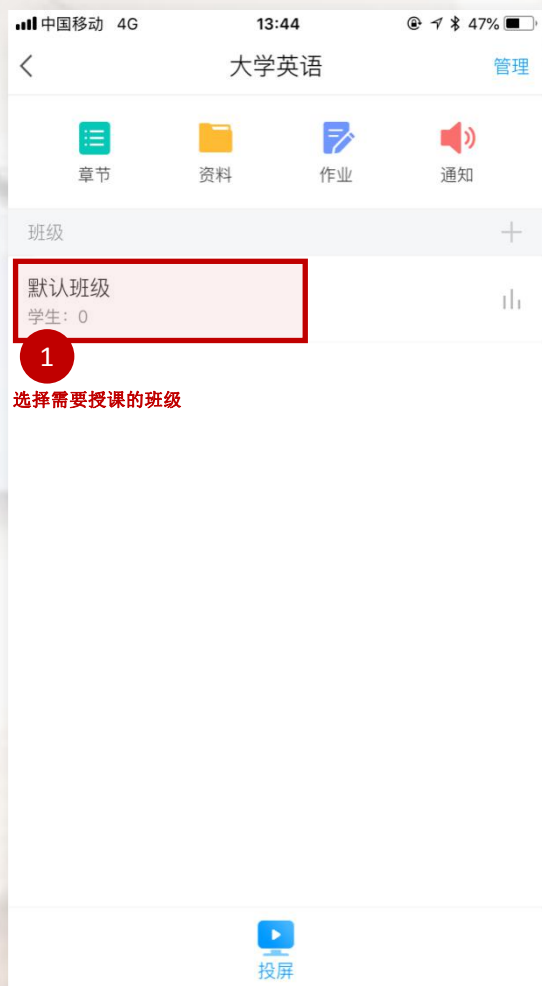 中国移动 4G 13:44 47%
大学英语 管理
章节 资料 作业 通知
班级
默认班级
学生：0
1
选择需要授课的班级
投屏